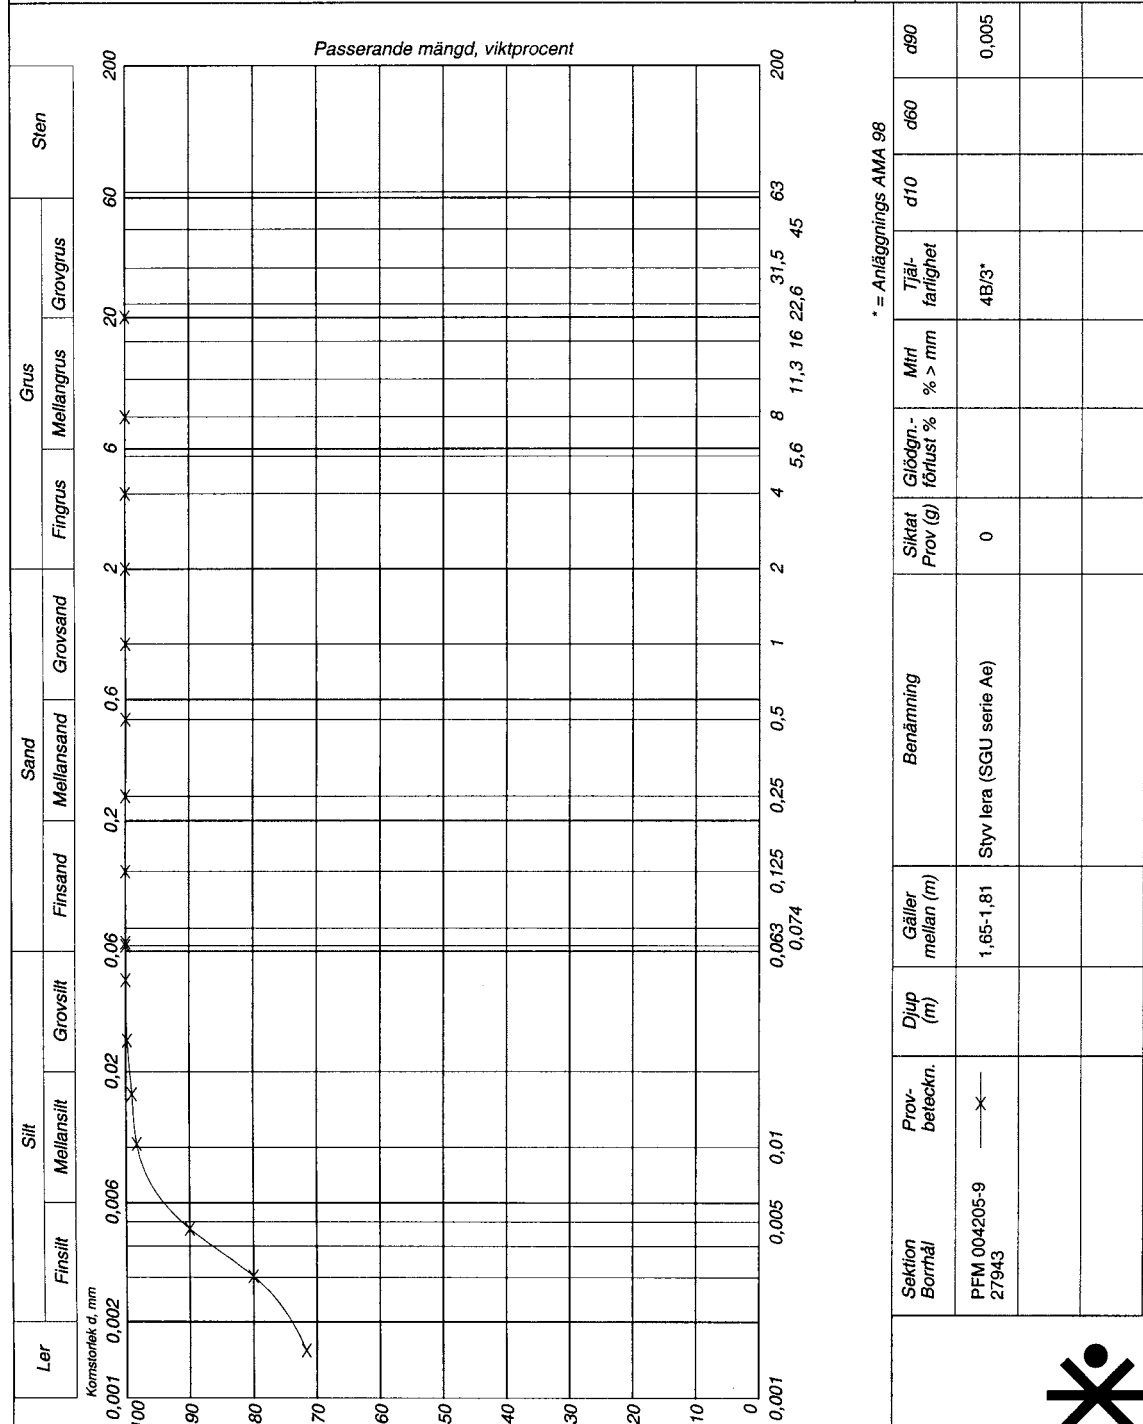 Passerande mängd, viktprocent
Ler
Silt
Sand
Grus
Sten
Finsilt
Mellansilt
Grovsilt
Finsand
Mellansand
Grovsand
Fingrus
Mellangrus
Grovgrus
Kornstorlek d, mm
0,001
0,002
0,006
0,02
0,06
0,2
0,6
2
6
20
60
200
100
90
80
70
60
50
40
30
20
10
0
0,001
0,005
0,01
0,063
0,074
0,125
0,25
0,5
1
2
4
5,6
8
11,3
16
22,6
31,5
45
63
200
* = Anläggnings AMA 98
Sektion Borrhål
Prov-beteckn.
Djup (m)
Gäller mellan (m)
Benämning
Siktat Prov (g)
Glödgn.-förlust %
Mtrl % > mm
Tjäl-farlighet
d10
d60
d90
PFM 004205-9
27943
1,65-1,81
Styv lera (SGU serie Ae)
0
4B/3*
0,005